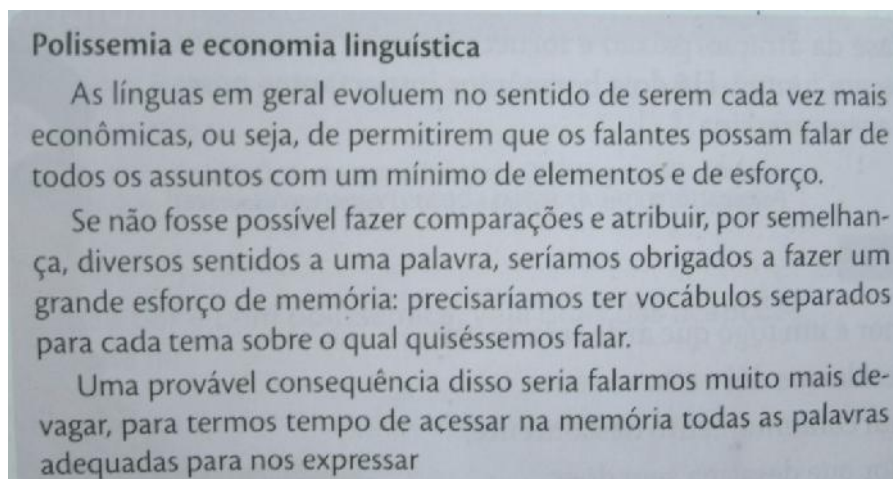 Polissemia e economia linguística
As línguas em geral evoluem no sentido de serem cada vez mais
econômicas, ou seja, de permitirem que os falantes possam falar de
todos os assuntos com um mínimo de elementos e de esforço.
Se não fosse possível fazer comparações e atribuir, por semelhan-
ça, diversos sentidos a uma palavra, seríamos obrigados a fazer um
grande esforço de memória: precisaríamos ter vocábulos separados
para cada tema sobre o qual quiséssemos falar.
Uma provável consequência disso seria falarmos muito mais de-
vagar, para termos tempo de acessar na memória todas as palavras
adequadas para nos expressar